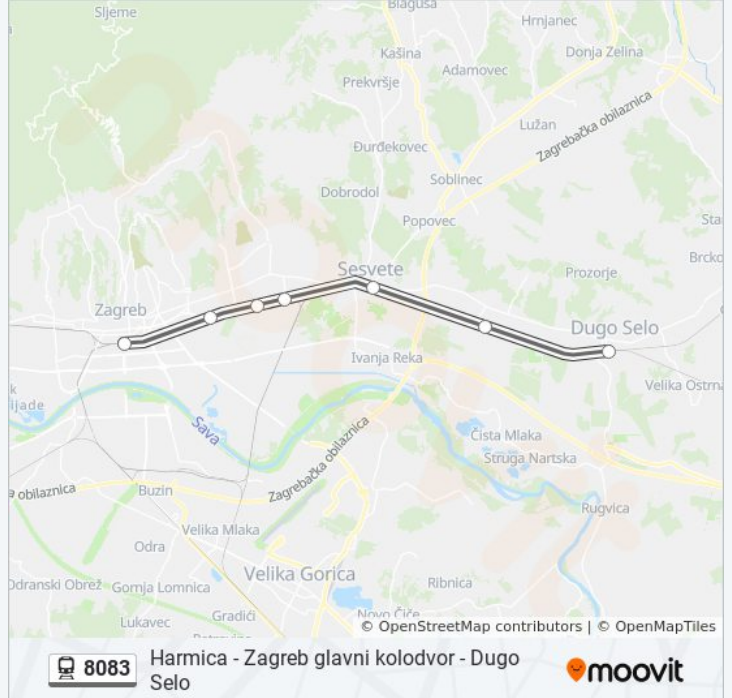 Blaguša
Sljeme
Hrnjanec
Kašina
Donja Zelina
Adamovec
Prekvršje
Zagrebačka obilaznica
Lužan
Đurđekovec
Soblinec
Dobrodol
Popovec
Sta
Brcko
Sesvete
Prozorje
Zagreb
Dugo Selo
Ivanja Reka
k
ijade
Velika Ostrna
Sava
Čista Mlaka
Struga Nartska
Zagrebačka obilaznica
a obilaznica
Buzin
Rugvica
Velika Mlaka
Odra
Velika Gorica
Odranski Obrež
Gornja Lomnica
Ribnica
Gradići
Novo Čiče
Lukavec
© OpenStreetMap contributors | © OpenMapTiles
8083
Harmica - Zagreb glavni kolodvor - Dugo
Selo
moovit